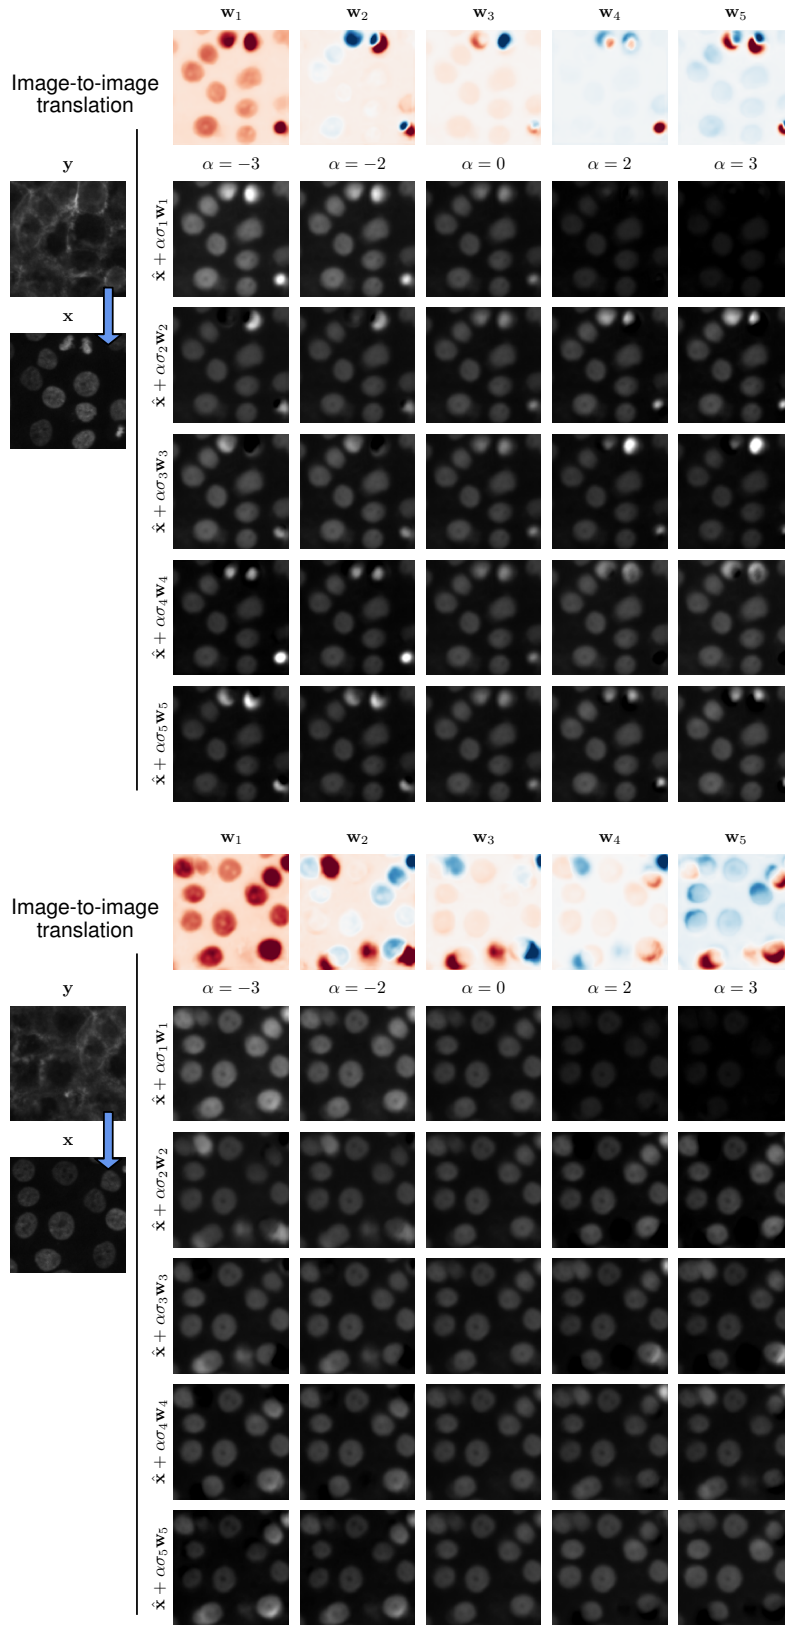 w₁ w₂ w₃ w₄ w₅
Image-to-image
translation
y
α = −3 α = −2 α = 0 α = 2 α = 3
x̂ + ασ₁w₁
x
x̂ + ασ₂w₂
x̂ + ασ₃w₃
x̂ + ασ₄w₄
x̂ + ασ₅w₅
w₁ w₂ w₃ w₄ w₅
Image-to-image
translation
y
α = −3 α = −2 α = 0 α = 2 α = 3
x̂ + ασ₁w₁
x
x̂ + ασ₂w₂
x̂ + ασ₃w₃
x̂ + ασ₄w₄
x̂ + ασ₅w₅